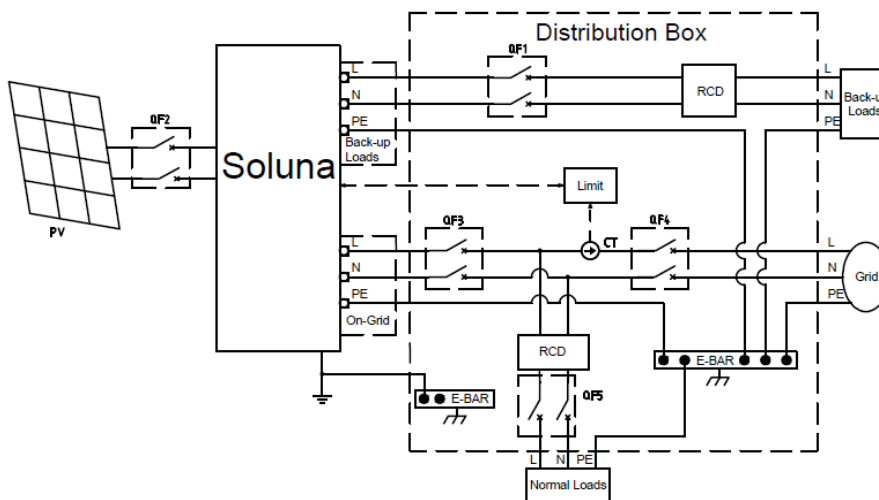 Distribution Box
QF1
L
N
PE
Back-up
Loads
RCD
L
N
PE
Back-u
Loads
QF2
PV
Soluna
Limit
CT
QF3
QF4
L
N
PE
On-Grid
L
N
PE
Grid
RCD
E-BAR
E-BAR
QF5
L N PE
Normal Loads